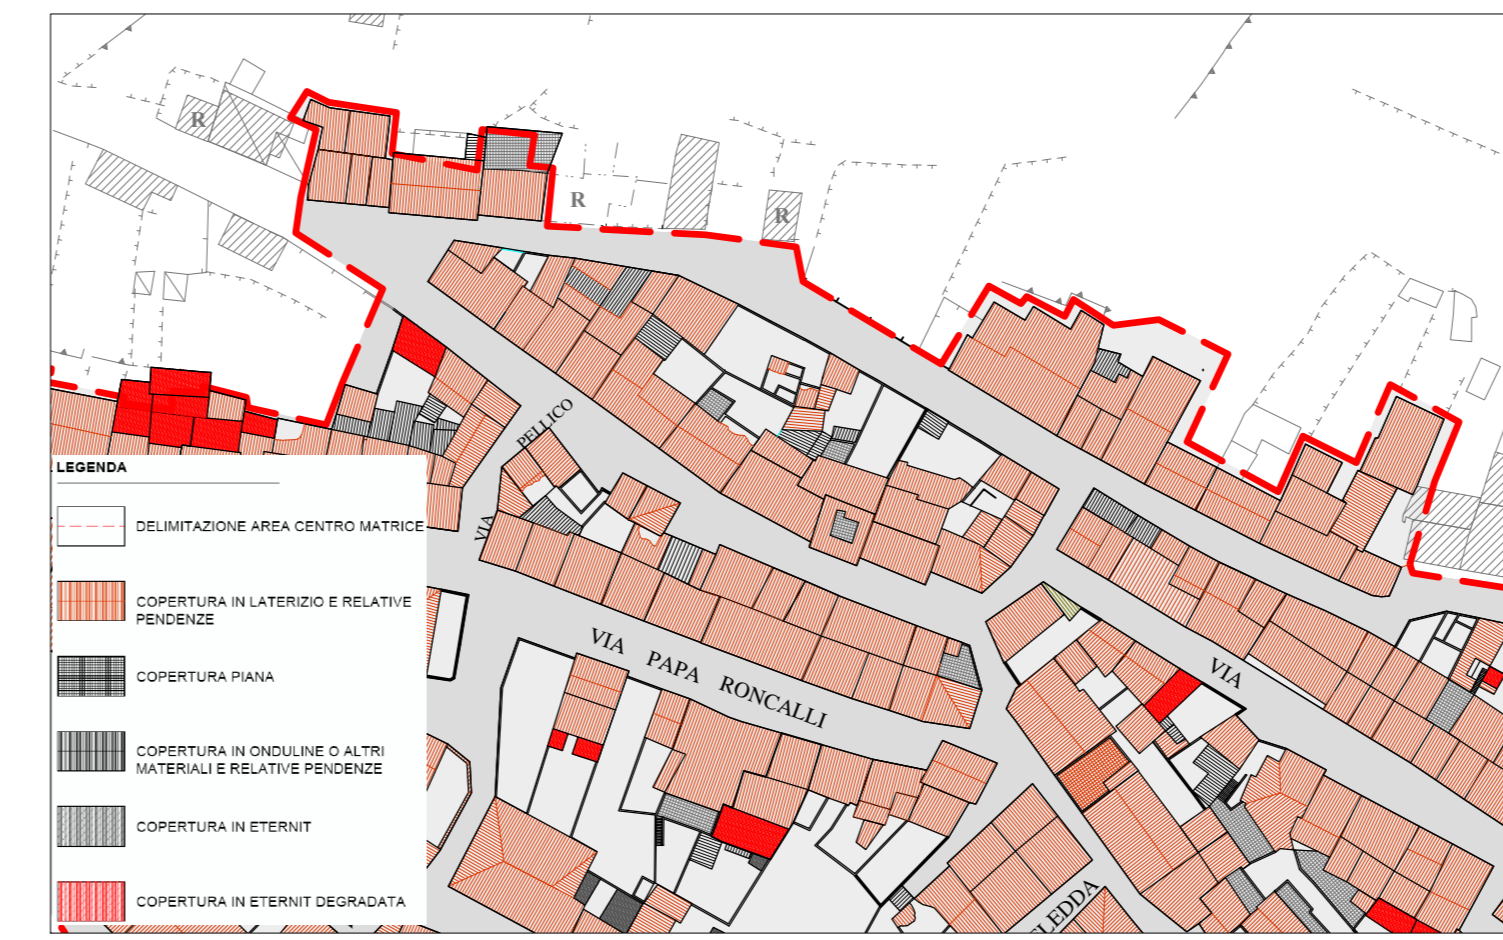 R
R
R
PELLICO
VIA
VIA PAPA RONCALLI
VIA
LEDDA
LEGENDA
DELIMITAZIONE AREA CENTRO MATRICE
COPERTURA IN LATERIZIO E RELATIVE
PENDENZE
COPERTURA PIANA
COPERTURA IN ONDULINE O ALTRI
MATERIALI E RELATIVE PENDENZE
COPERTURA IN ETERNIT
COPERTURA IN ETERNIT DEGRADATA